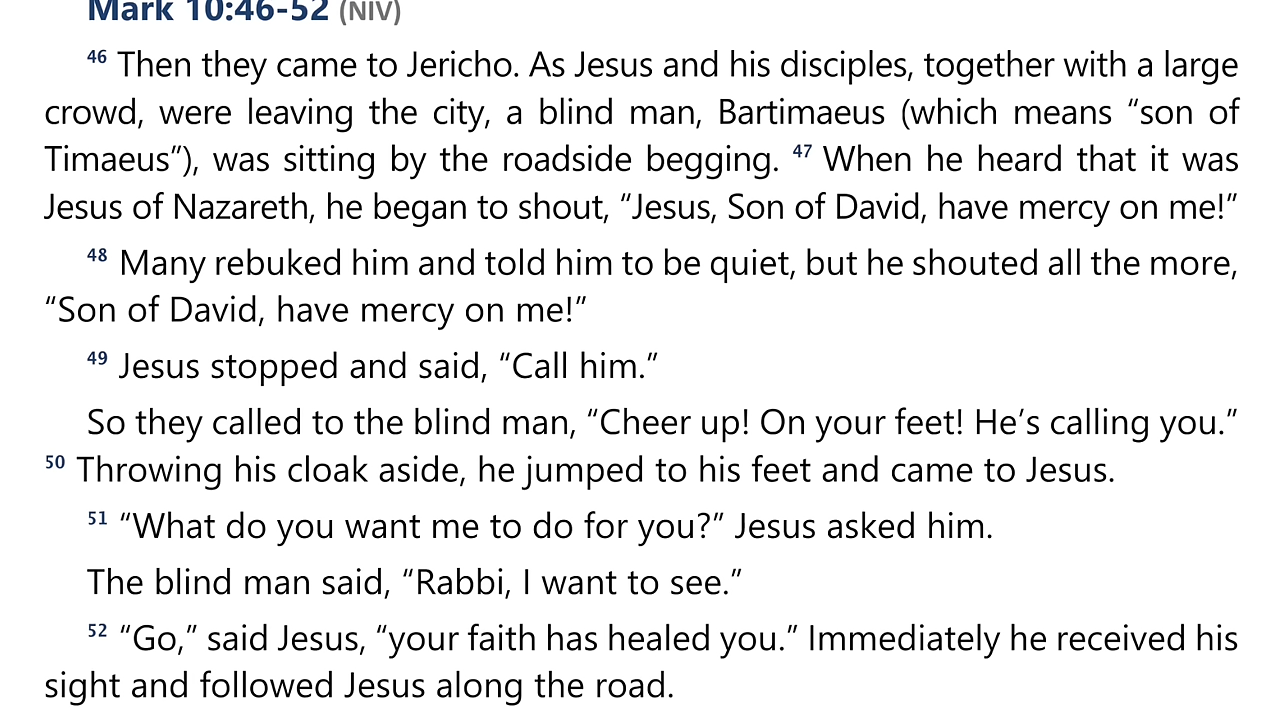 Mark 10:46-52 (NIV)
46 Then they came to Jericho. As Jesus and his disciples, together with a large
crowd, were leaving the city, a blind man, Bartimaeus (which means “son of
Timaeus”), was sitting by the roadside begging. 47 When he heard that it was
Jesus of Nazareth, he began to shout, “Jesus, Son of David, have mercy on me!”
48 Many rebuked him and told him to be quiet, but he shouted all the more,
“Son of David, have mercy on me!”
49 Jesus stopped and said, “Call him.”
So they called to the blind man, “Cheer up! On your feet! He’s calling you.”
50 Throwing his cloak aside, he jumped to his feet and came to Jesus.
51 “What do you want me to do for you?” Jesus asked him.
The blind man said, “Rabbi, I want to see.”
52 “Go,” said Jesus, “your faith has healed you.” Immediately he received his
sight and followed Jesus along the road.